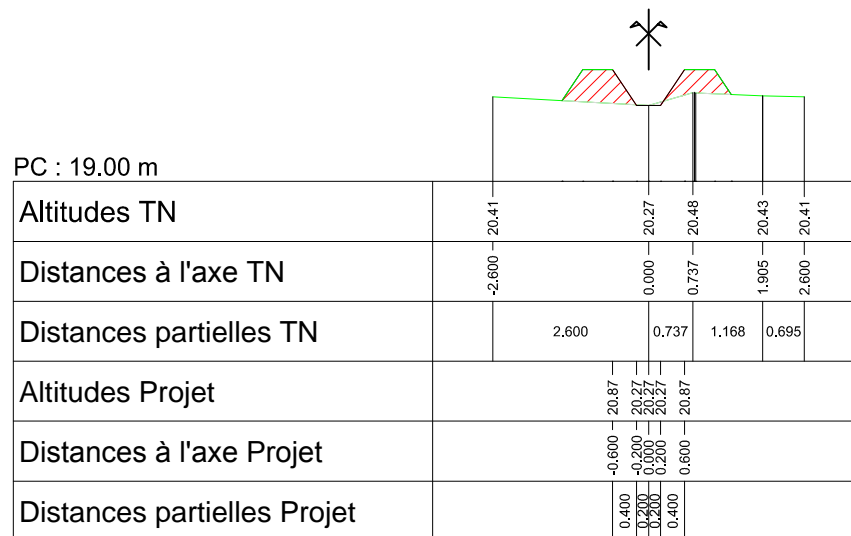 PC : 19.00 m
Altitudes TN 20.41 20.27 20.48 20.43 20.41
Distances à l'axe TN -2.600 0.000 0.737 1.905 2.600
Distances partielles TN 2.600 0.737 1.168 0.695
Altitudes Projet 20.87 20.27 20.27 20.27 20.87
Distances à l'axe Projet -0.600 -0.200 0.000 0.200 0.600
Distances partielles Projet 0.400 0.200 0.200 0.400